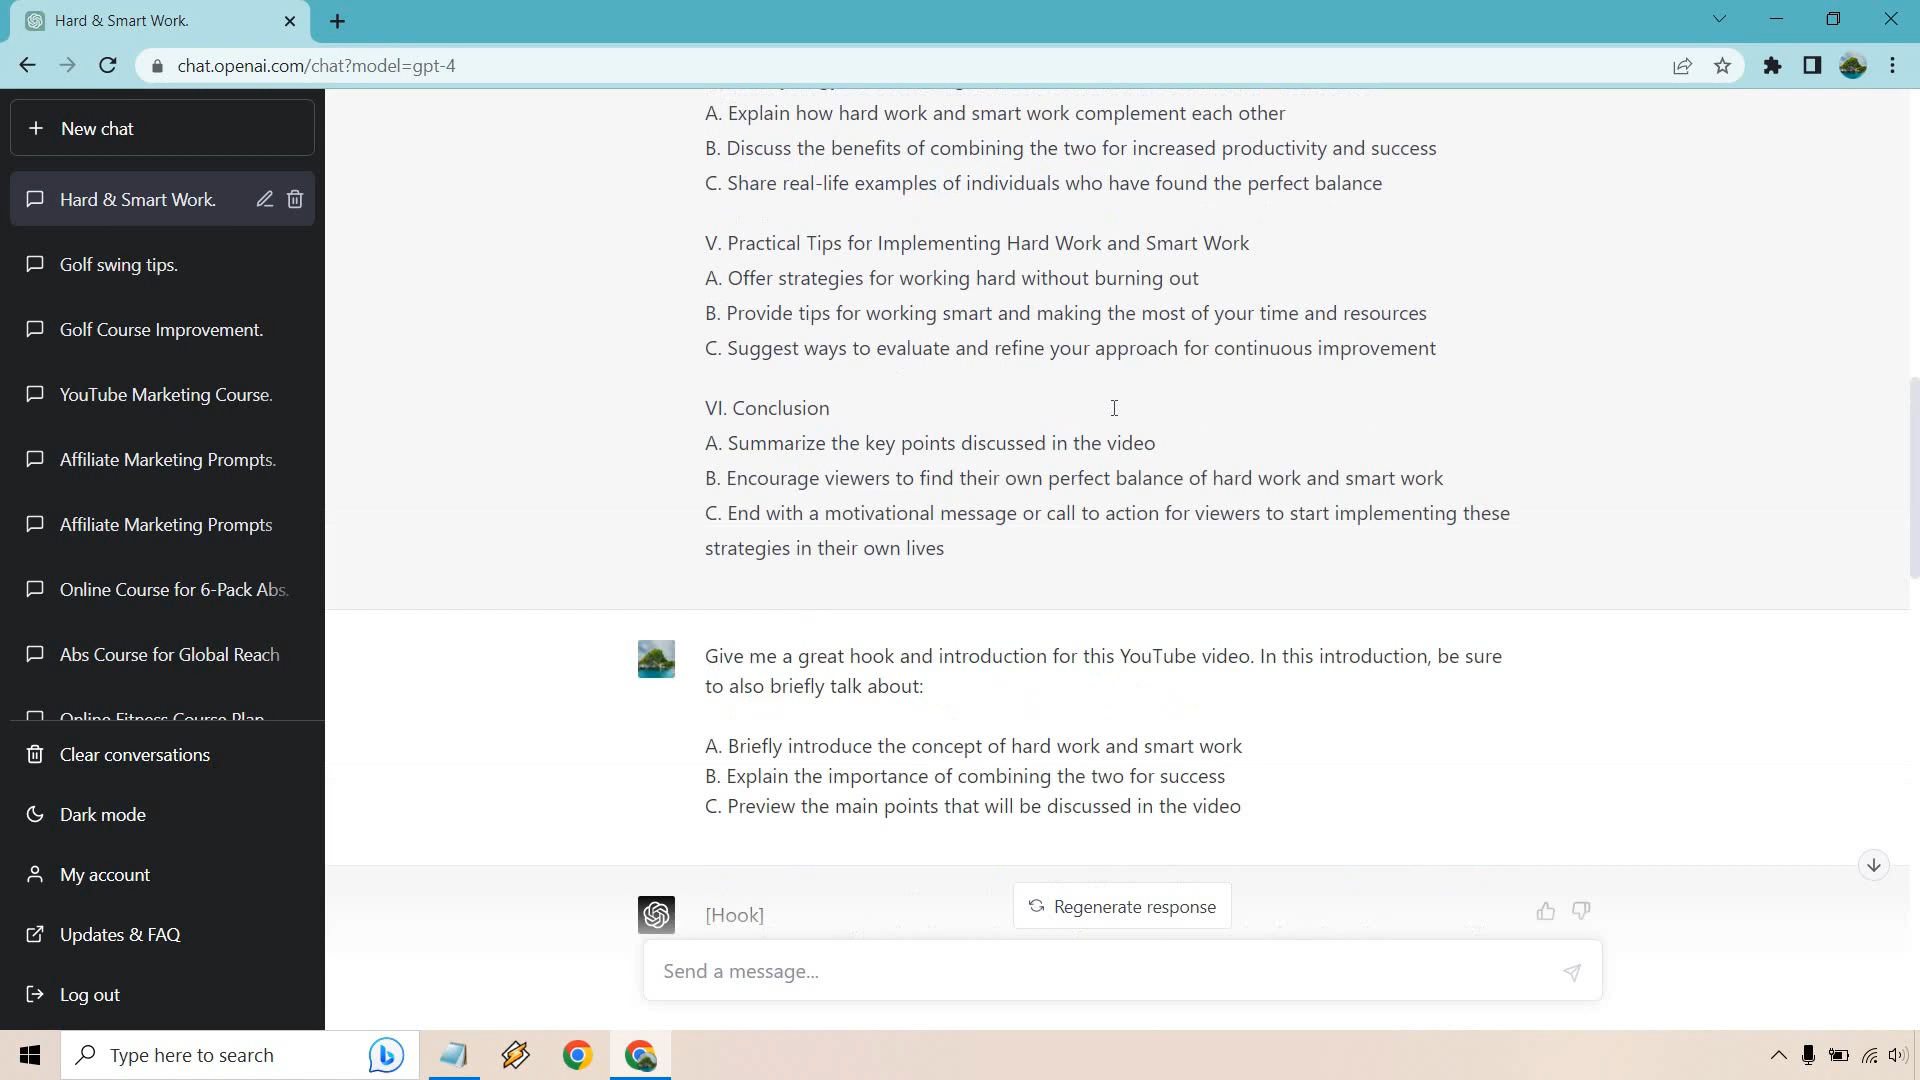 Hard & Smart Work.
chat.openai.com/chat?model=gpt-4
New chat
Hard & Smart Work.
Golf swing tips.
Golf Course Improvement.
YouTube Marketing Course.
Affiliate Marketing Prompts.
Affiliate Marketing Prompts
Online Course for 6-Pack Abs.
Abs Course for Global Reach
Online Fitness Course Plan
Clear conversations
Dark mode
My account
Updates & FAQ
Log out
A. Explain how hard work and smart work complement each other
B. Discuss the benefits of combining the two for increased productivity and success
C. Share real-life examples of individuals who have found the perfect balance
V. Practical Tips for Implementing Hard Work and Smart Work
A. Offer strategies for working hard without burning out
B. Provide tips for working smart and making the most of your time and resources
C. Suggest ways to evaluate and refine your approach for continuous improvement
VI. Conclusion
A. Summarize the key points discussed in the video
B. Encourage viewers to find their own perfect balance of hard work and smart work
C. End with a motivational message or call to action for viewers to start implementing these
strategies in their own lives
Give me a great hook and introduction for this YouTube video. In this introduction, be sure
to also briefly talk about:
A. Briefly introduce the concept of hard work and smart work
B. Explain the importance of combining the two for success
C. Preview the main points that will be discussed in the video
[Hook]
Regenerate response
Send a message...
Type here to search